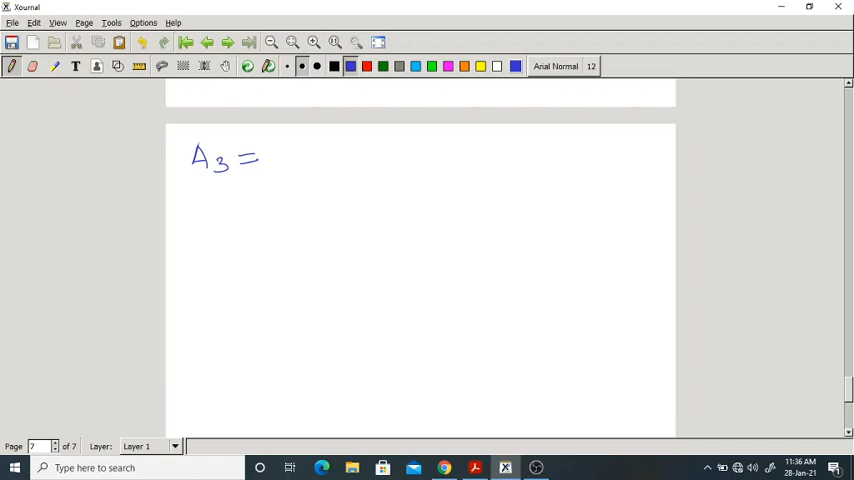 Xournal
File Edit View Page Tools Options Help
Arial Normal 12
A3 =
Page 7 of 7 Layer: Layer 1
Type here to search
11:36 AM
28-Jan-21